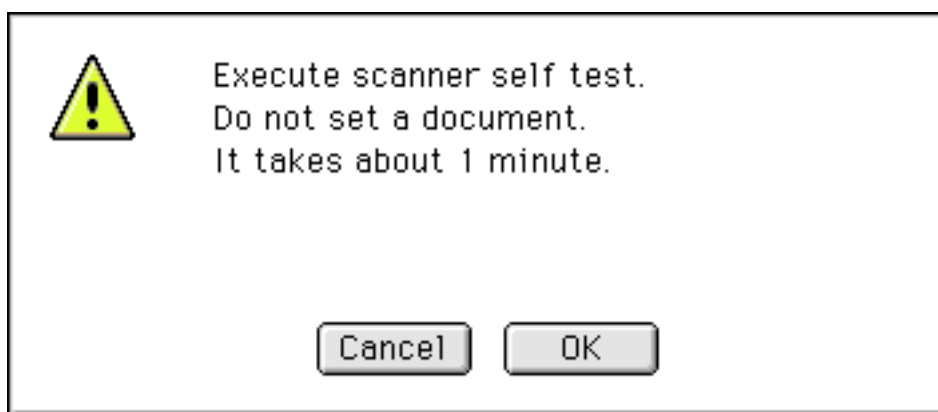 Execute scanner self test.
Do not set a document.
It takes about 1 minute.
Cancel OK